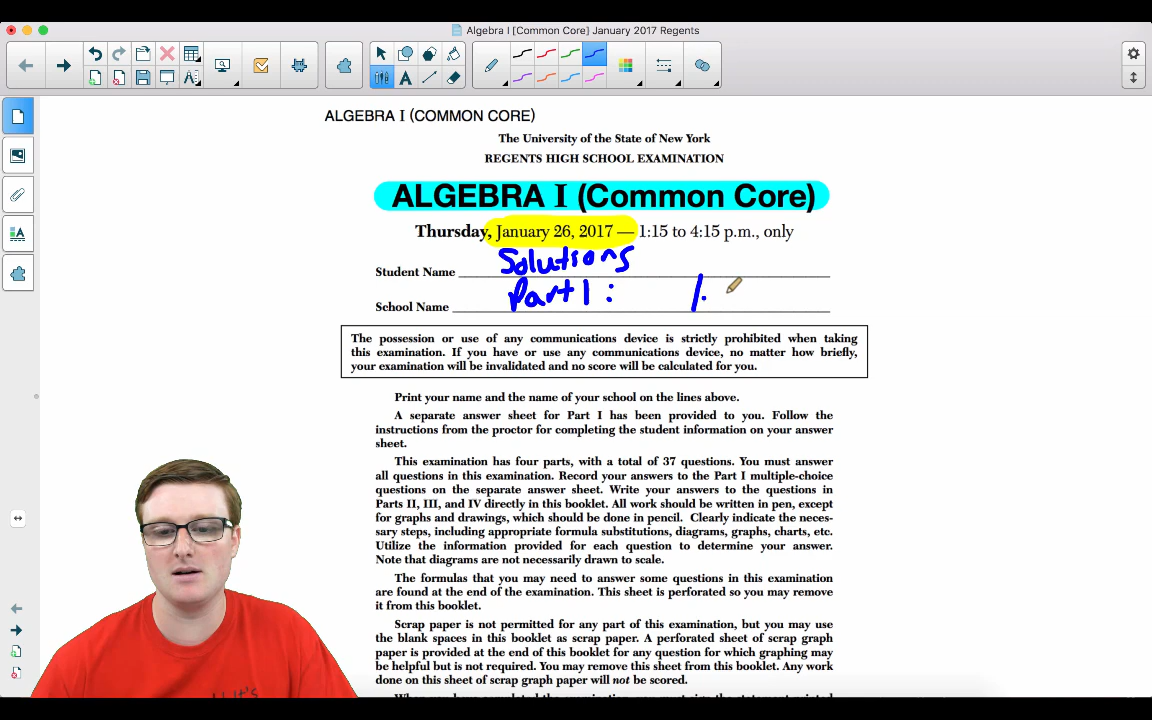 Algebra I [Common Core] January 2017 Regents
ALGEBRA I (COMMON CORE)
The University of the State of New York
REGENTS HIGH SCHOOL EXAMINATION
ALGEBRA I (Common Core)
Thursday, January 26, 2017 — 1:15 to 4:15 p.m., only
Student Name Solutions
School Name Part 1: 1.
The possession or use of any communications device is strictly prohibited when taking
this examination. If you have or use any communications device, no matter how briefly,
your examination will be invalidated and no score will be calculated for you.
Print your name and the name of your school on the lines above.
A separate answer sheet for Part I has been provided to you. Follow the
instructions from the proctor for completing the student information on your answer
sheet.
This examination has four parts, with a total of 37 questions. You must answer
all questions in this examination. Record your answers to the Part I multiple-choice
questions on the separate answer sheet. Write your answers to the questions in
Parts II, III, and IV directly in this booklet. All work should be written in pen, except
for graphs and drawings, which should be done in pencil. Clearly indicate the neces-
sary steps, including appropriate formula substitutions, diagrams, graphs, charts, etc.
Utilize the information provided for each question to determine your answer.
Note that diagrams are not necessarily drawn to scale.
The formulas that you may need to answer some questions in this examination
are found at the end of the examination. This sheet is perforated so you may remove
it from this booklet.
Scrap paper is not permitted for any part of this examination, but you may use
the blank spaces in this booklet as scrap paper. A perforated sheet of scrap graph
paper is provided at the end of this booklet for any question for which graphing may
be helpful but is not required. You may remove this sheet from this booklet. Any work
done on this sheet of scrap graph paper will not be scored.